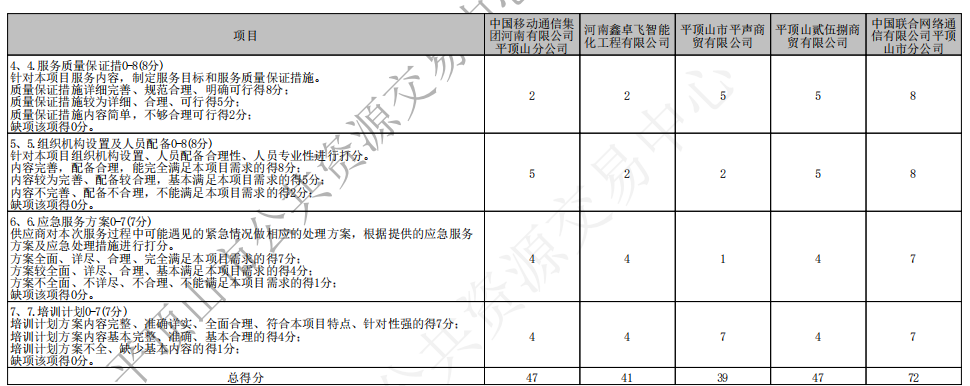 项目
中国移动通信集
团河南有限公司
平顶山分公司
河南鑫卓飞智能
化工程有限公司
平顶山市平声商
贸有限公司
平顶山贰伍捌商
贸有限公司
中国联合网络通
信有限公司平顶
山市分公司
4、4.服务质量保证措0-8(8分)
针对本项目服务内容，制定服务目标和服务质量保证措施。
质量保证措施详细完善、规范合理、明确可行得8分；
质量保证措施较为详细、合理、可行得5分；
质量保证措施内容简单，不够合理可行得2分；
缺项该项得0分。
2 2 5 5 8
5、5.组织机构设置及人员配备0-8(8分)
针对本项目组织机构设置、人员配备合理性、人员专业性进行打分。
内容完善，配备合理，能完全满足本项目需求的得8分；
内容较为完善、配备较合理，基本满足本项目需求的得5分；
内容不完善、配备不合理，不能满足本项目需求的得2分；
缺项该项得0分。
5 2 2 5 8
6、6.应急服务方案0-7(7分)
供应商对本次服务过程中可能遇见的紧急情况做相应的处理方案，根据提供的应急服务
方案及应急处理措施进行打分。
方案全面、详尽、合理、完全满足本项目需求的得7分；
方案较全面、详尽、合理、基本满足本项目需求的得4分；
方案不全面、不详尽、不合理、不能满足本项目需求的得1分；
缺项该项得0分。
4 4 1 4 7
7、7.培训计划0-7(7分)
培训计划方案内容完整、准确详实、全面合理、符合本项目特点、针对性强的得7分；
培训计划方案内容基本完整、准确、基本合理的得4分；
培训计划方案不全、缺少基本内容的得1分；
缺项该项得0分。
4 4 7 4 7
总得分 47 41 39 47 72
平顶山市公共资源交易中心
公共资源交易中心